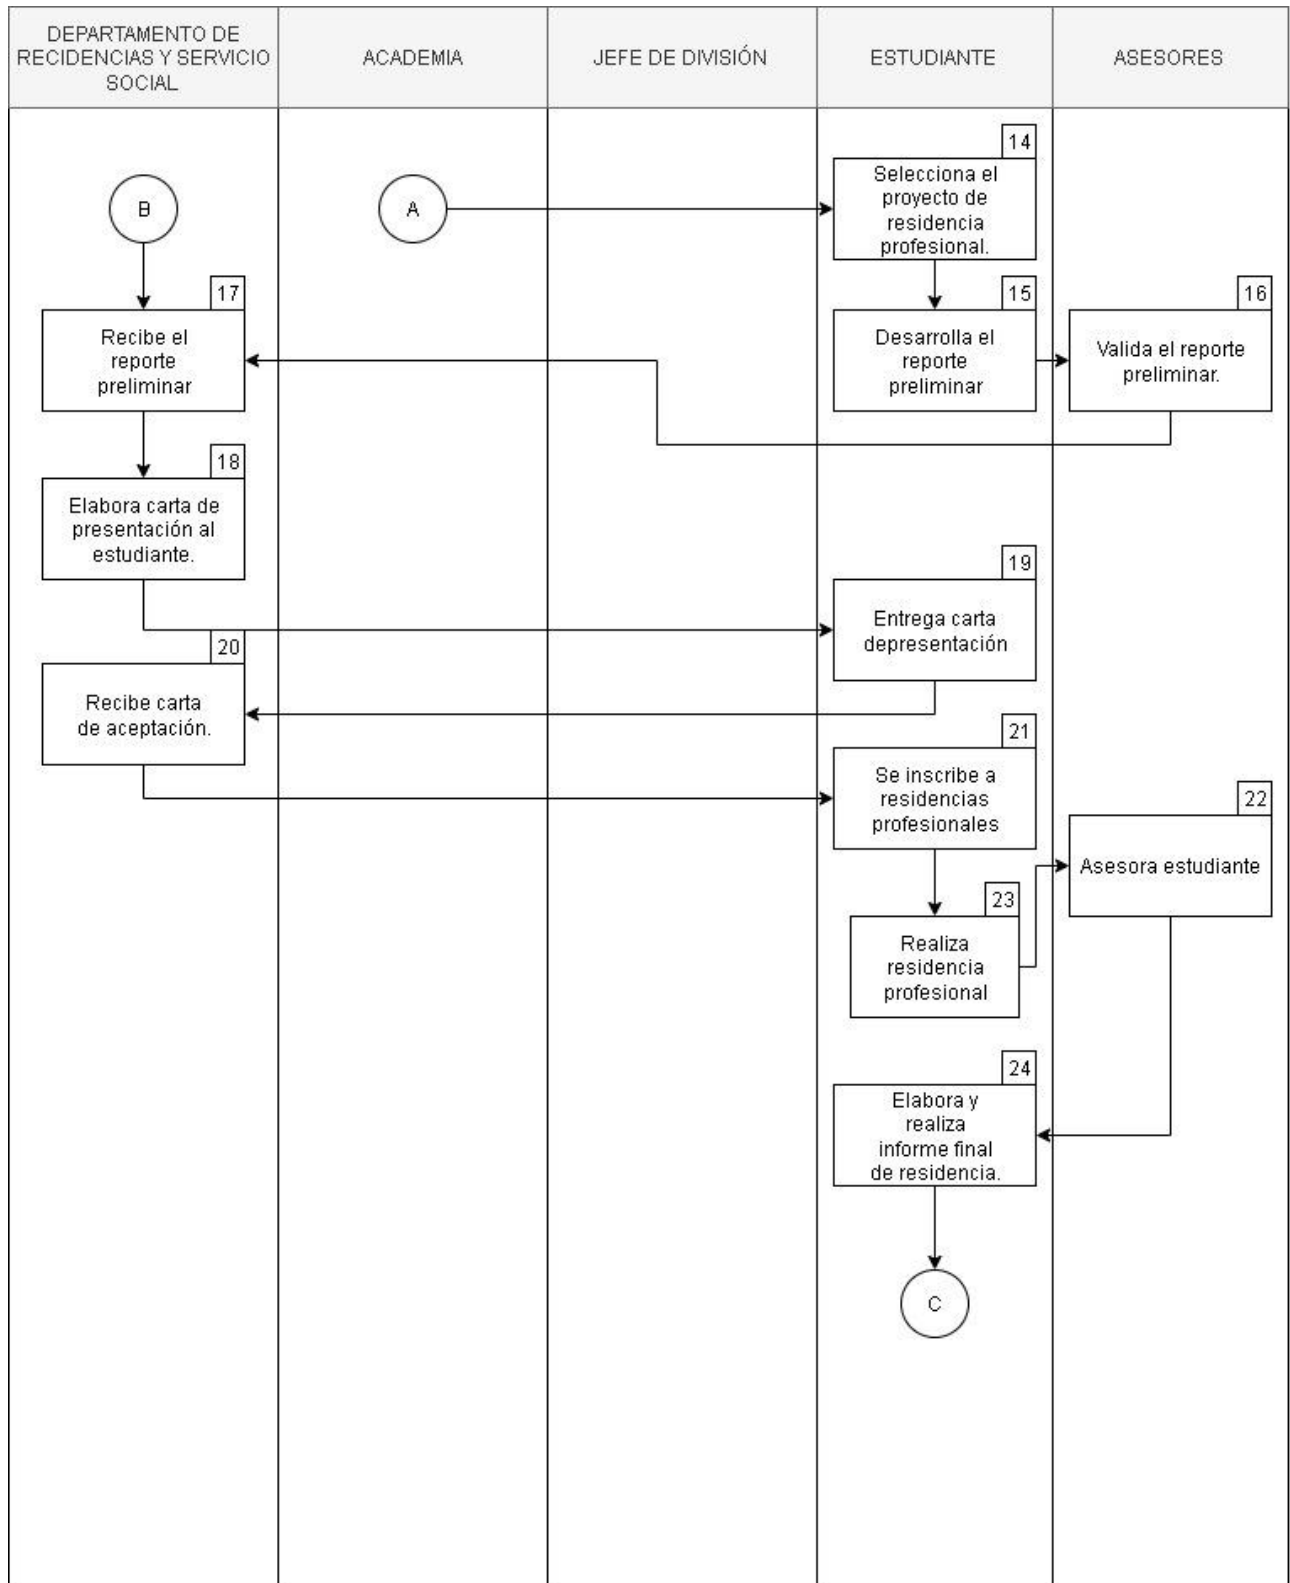 DEPARTAMENTO DE
RECIDENCIAS Y SERVICIO
SOCIAL
ACADEMIA
JEFE DE DIVISIÓN
ESTUDIANTE
ASESORES
14
Selecciona el
proyecto de
residencia
profesional.
B
A
17
Recibe el
reporte
preliminar
15
Desarrolla el
reporte
preliminar
16
Valida el reporte
preliminar.
18
Elabora carta de
presentación al
estudiante.
19
Entrega carta
depresentación
20
Recibe carta
de aceptación.
21
Se inscribe a
residencias
profesionales
22
Asesora estudiante
23
Realiza
residencia
profesional
24
Elabora y
realiza
informe final
de residencia.
C